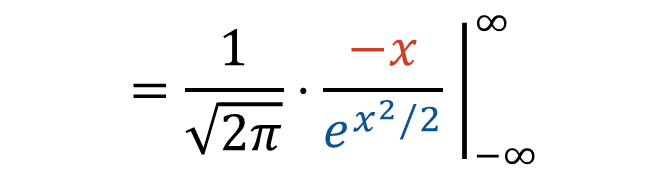 = 1/√2π · −x/e^{x²/2} |_{−∞}^{∞}